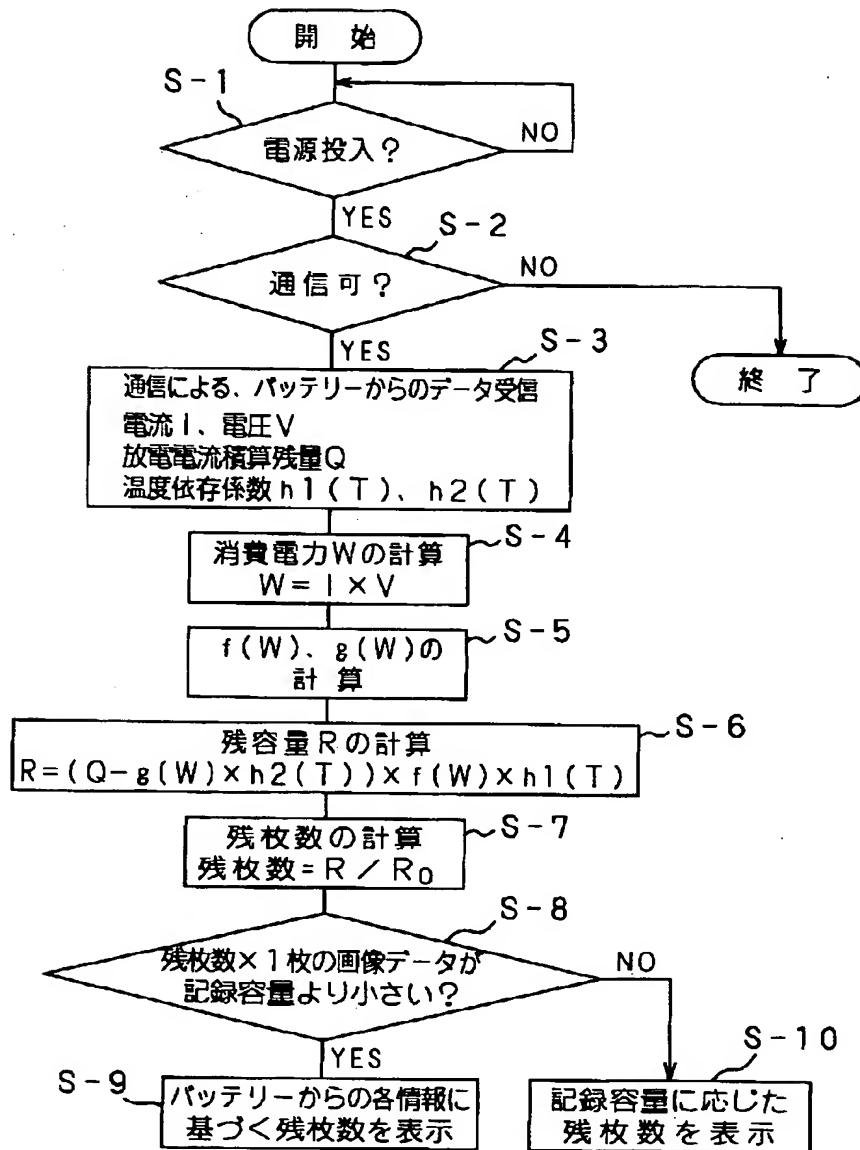 開 始
S-1
電源投入?
NO
YES
S-2
通信可?
NO
YES
S-3
終 了
通信による、バッテリーからのデータ受信
電流I、電圧V
放電電流積算残量Q
温度依存係数h1(T)、h2(T)
S-4
消費電力Wの計算
W=I×V
S-5
f(W)、g(W)の
計 算
S-6
残容量Rの計算
R=(Q-g(W)×h2(T))×f(W)×h1(T)
S-7
残枚数の計算
残枚数=R/R0
S-8
残枚数×1枚の画像データが
記録容量より小さい?
NO
YES
S-9
バッテリーからの各情報に
基づく残枚数を表示
S-10
記録容量に応じた
残枚数を表示